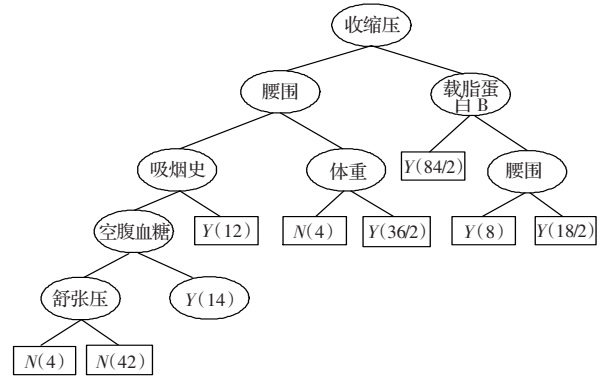 收缩压
腰围
载脂蛋
白 B
吸烟史
体重
Y(84/2)
腰围
空腹血糖
Y(12)
N(4)
Y(36/2)
Y(8)
Y(18/2)
舒张压
Y(14)
N(4)
N(42)